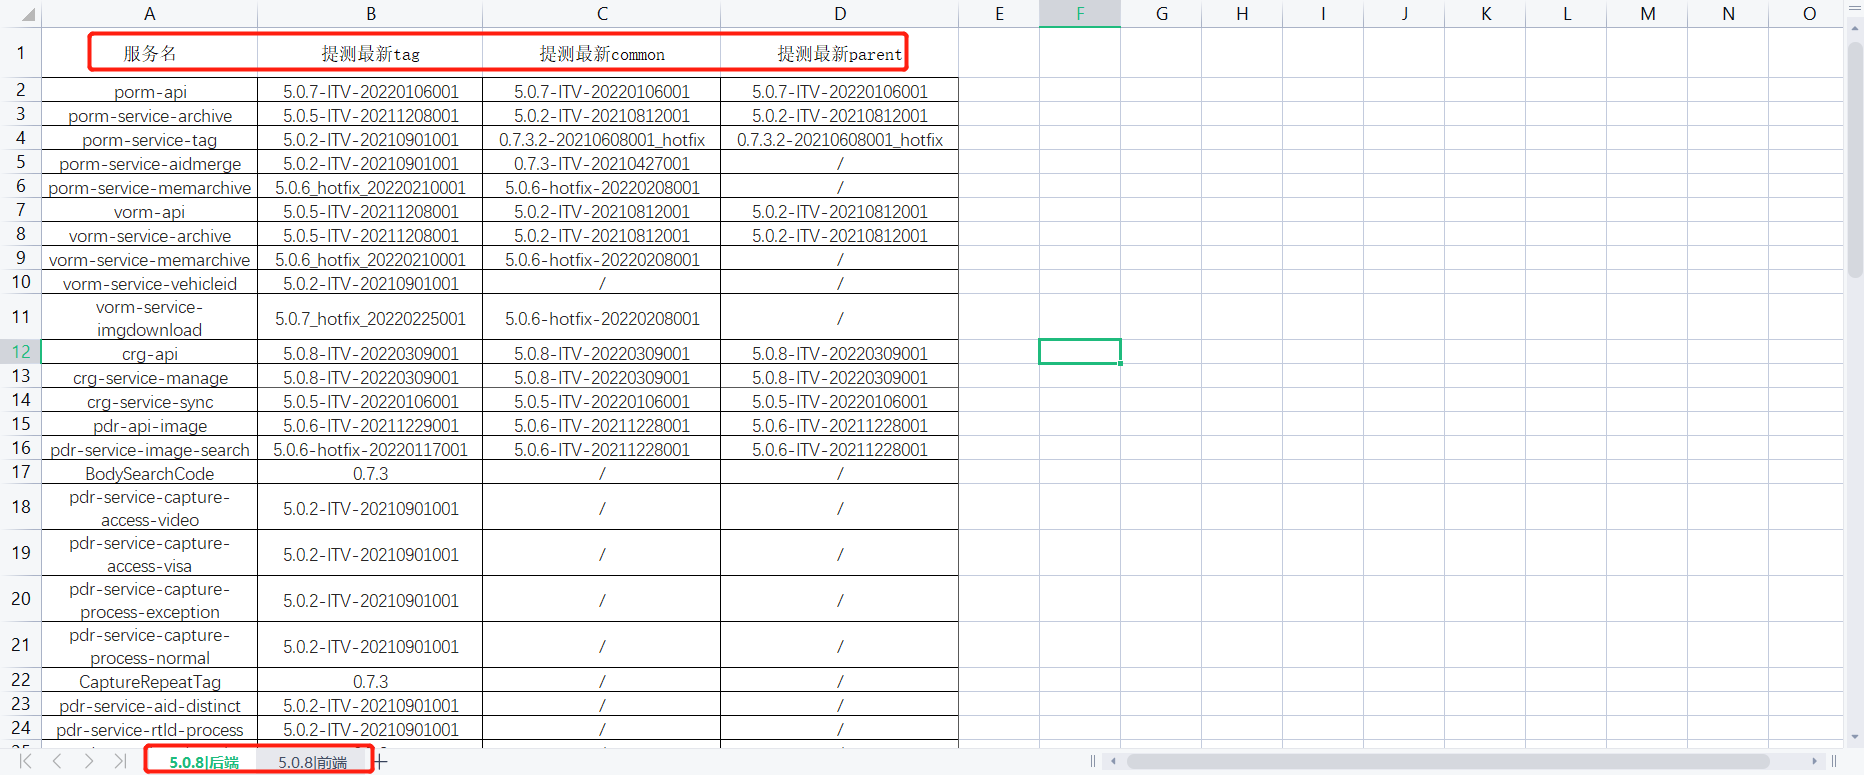 A B C D E F G H I J K L M N O
1 服务名 提测最新tag 提测最新common 提测最新parent
2 porm-api 5.0.7-ITV-20220106001 5.0.7-ITV-20220106001 5.0.7-ITV-20220106001
3 porm-service-archive 5.0.5-ITV-20211208001 5.0.2-ITV-20210812001 5.0.2-ITV-20210812001
4 porm-service-tag 5.0.2-ITV-20210901001 0.7.3.2-20210608001_hotfix 0.7.3.2-20210608001_hotfix
5 porm-service-aidmerge 5.0.2-ITV-20210901001 0.7.3-ITV-20210427001 /
6 porm-service-memarchive 5.0.6_hotfix_20220210001 5.0.6-hotfix-20220208001 /
7 vorm-api 5.0.5-ITV-20211208001 5.0.2-ITV-20210812001 5.0.2-ITV-20210812001
8 vorm-service-archive 5.0.5-ITV-20211208001 5.0.2-ITV-20210812001 5.0.2-ITV-20210812001
9 vorm-service-memarchive 5.0.6_hotfix_20220210001 5.0.6-hotfix-20220208001 /
10 vorm-service-vehicleid 5.0.2-ITV-20210901001 / /
11 vorm-service-
imgdownload 5.0.7_hotfix_20220225001 5.0.6-hotfix-20220208001 /
12 crg-api 5.0.8-ITV-20220309001 5.0.8-ITV-20220309001 5.0.8-ITV-20220309001
13 crg-service-manage 5.0.8-ITV-20220309001 5.0.8-ITV-20220309001 5.0.8-ITV-20220309001
14 crg-service-sync 5.0.5-ITV-20220106001 5.0.5-ITV-20220106001 5.0.5-ITV-20220106001
15 pdr-api-image 5.0.6-ITV-20211229001 5.0.6-ITV-20211228001 5.0.6-ITV-20211228001
16 pdr-service-image-search 5.0.6-hotfix-20220117001 5.0.6-ITV-20211228001 5.0.6-ITV-20211228001
17 BodySearchCode 0.7.3 / /
18 pdr-service-capture-
access-video 5.0.2-ITV-20210901001 / /
19 pdr-service-capture-
access-visa 5.0.2-ITV-20210901001 / /
20 pdr-service-capture-
process-exception 5.0.2-ITV-20210901001 / /
21 pdr-service-capture-
process-normal 5.0.2-ITV-20210901001 / /
22 CaptureRepeatTag 0.7.3 / /
23 pdr-service-aid-distinct 5.0.2-ITV-20210901001 / /
24 pdr-service-rtld-process 5.0.2-ITV-20210901001 / /
5.0.8|后端 5.0.8|前端